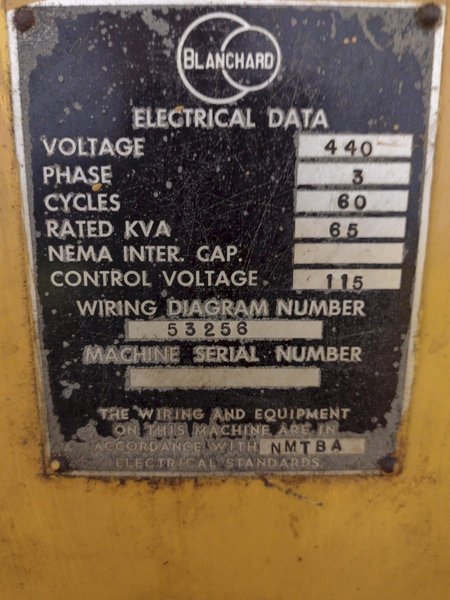 BLANCHARD
ELECTRICAL DATA
VOLTAGE 440
PHASE 3
CYCLES 60
RATED KVA 65
NEMA INTER. CAP.
CONTROL VOLTAGE 115
WIRING DIAGRAM NUMBER
53256
MACHINE SERIAL NUMBER
THE WIRING AND EQUIPMENT
ON THIS MACHINE ARE IN
ACCORDANCE WITH NMTBA
ELECTRICAL STANDARDS.